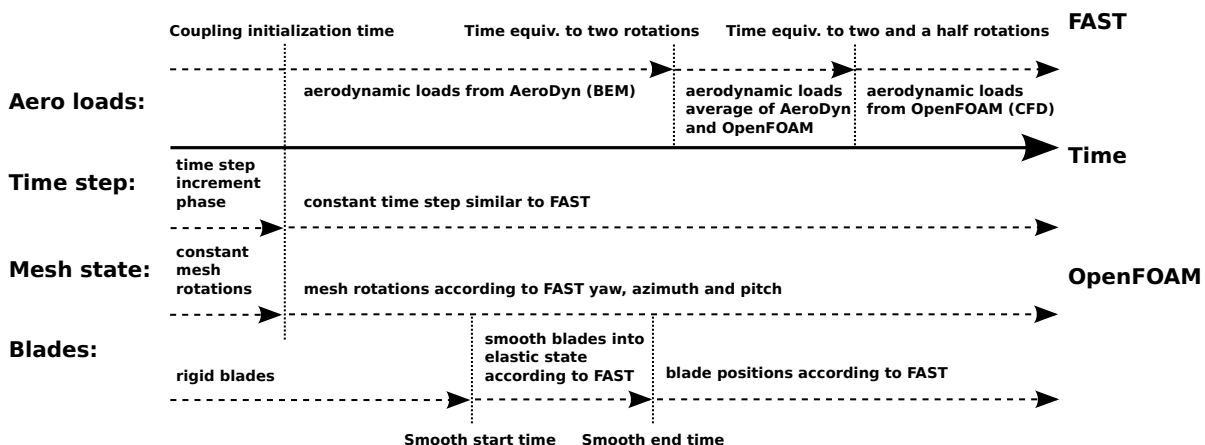 FAST
Coupling initialization time
Time equiv. to two rotations
Time equiv. to two and a half rotations
Aero loads:
aerodynamic loads from AeroDyn (BEM)
aerodynamic loads
average of AeroDyn
and OpenFOAM
aerodynamic loads
from OpenFOAM (CFD)
Time
Time step:
time step
increment
phase
constant time step similar to FAST
Mesh state:
constant
mesh
rotations
mesh rotations according to FAST yaw, azimuth and pitch
OpenFOAM
Blades:
rigid blades
smooth blades into
elastic state
according to FAST
blade positions according to FAST
Smooth start time
Smooth end time